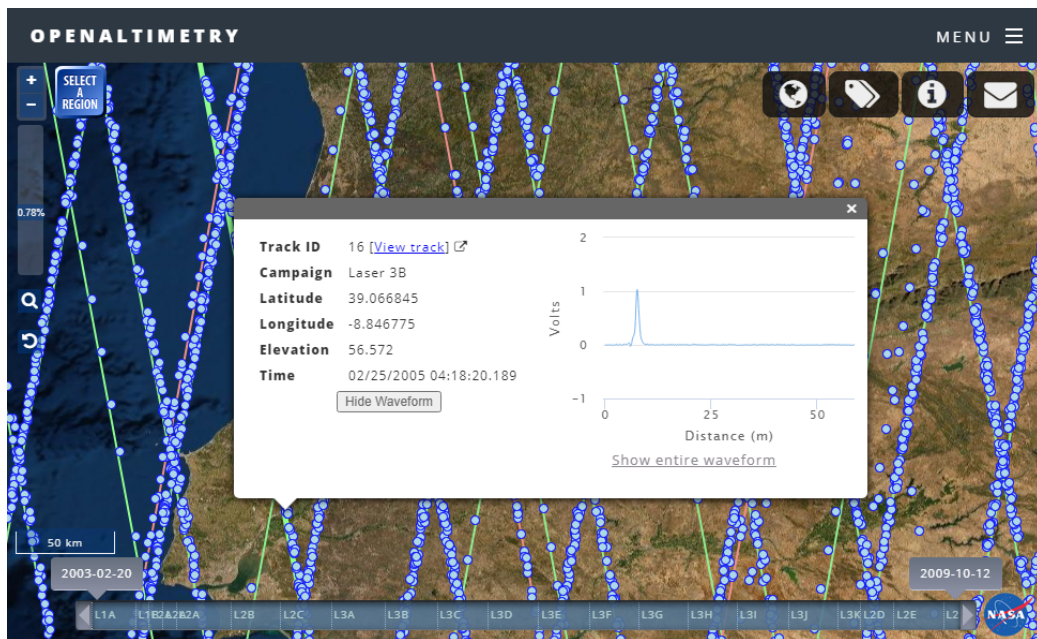 OPENALTIMETRY
MENU
+
SELECT
A
REGION
−
0.78%
Track ID 16 [View track]
Campaign Laser 3B
Latitude 39.066845
Longitude -8.846775
Elevation 56.572
Time 02/25/2005 04:18:20.189
Hide Waveform
2
1
0
-1
Volts
0 25 50
Distance (m)
Show entire waveform
50 km
2003-02-20
2009-10-12
L1A L2A L2B L2C L3A L3B L3C L3D L3E L3F L3G L3H L3I L3J L3K L2D L2E L2
NASA